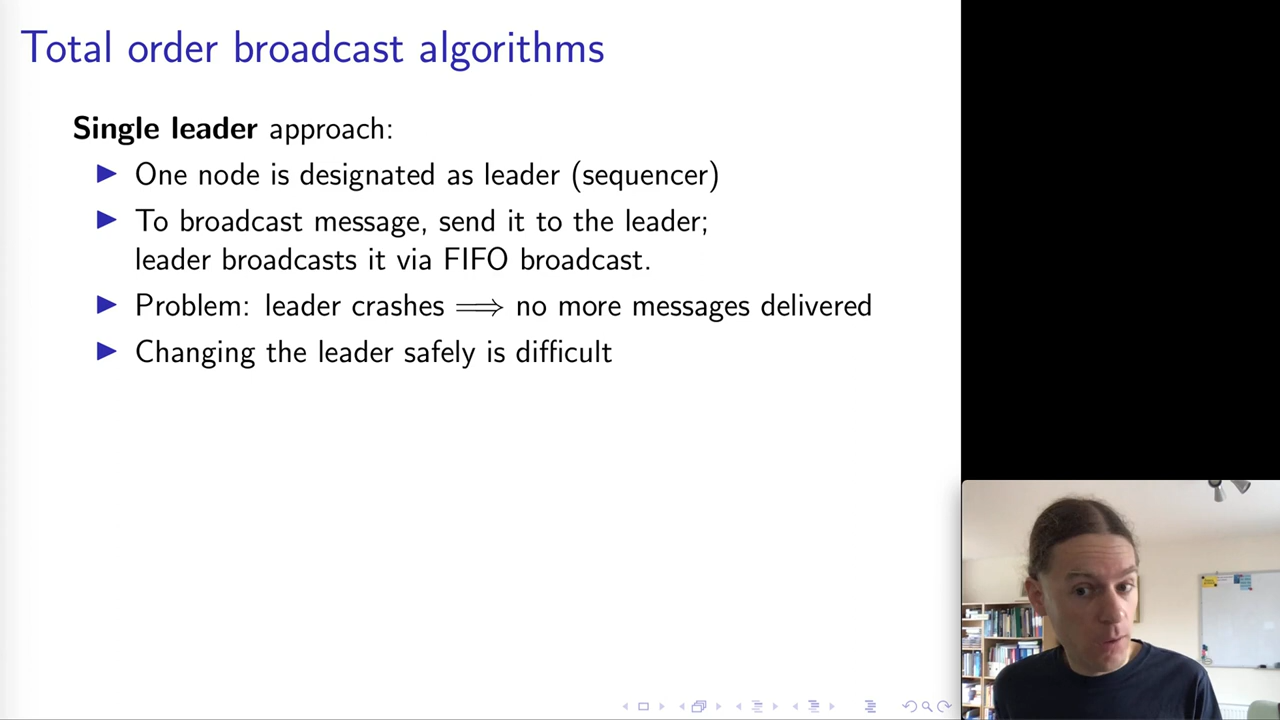 Total order broadcast algorithms
Single leader approach:
▶ One node is designated as leader (sequencer)
▶ To broadcast message, send it to the leader;
leader broadcasts it via FIFO broadcast.
▶ Problem: leader crashes ⟹ no more messages delivered
▶ Changing the leader safely is difficult